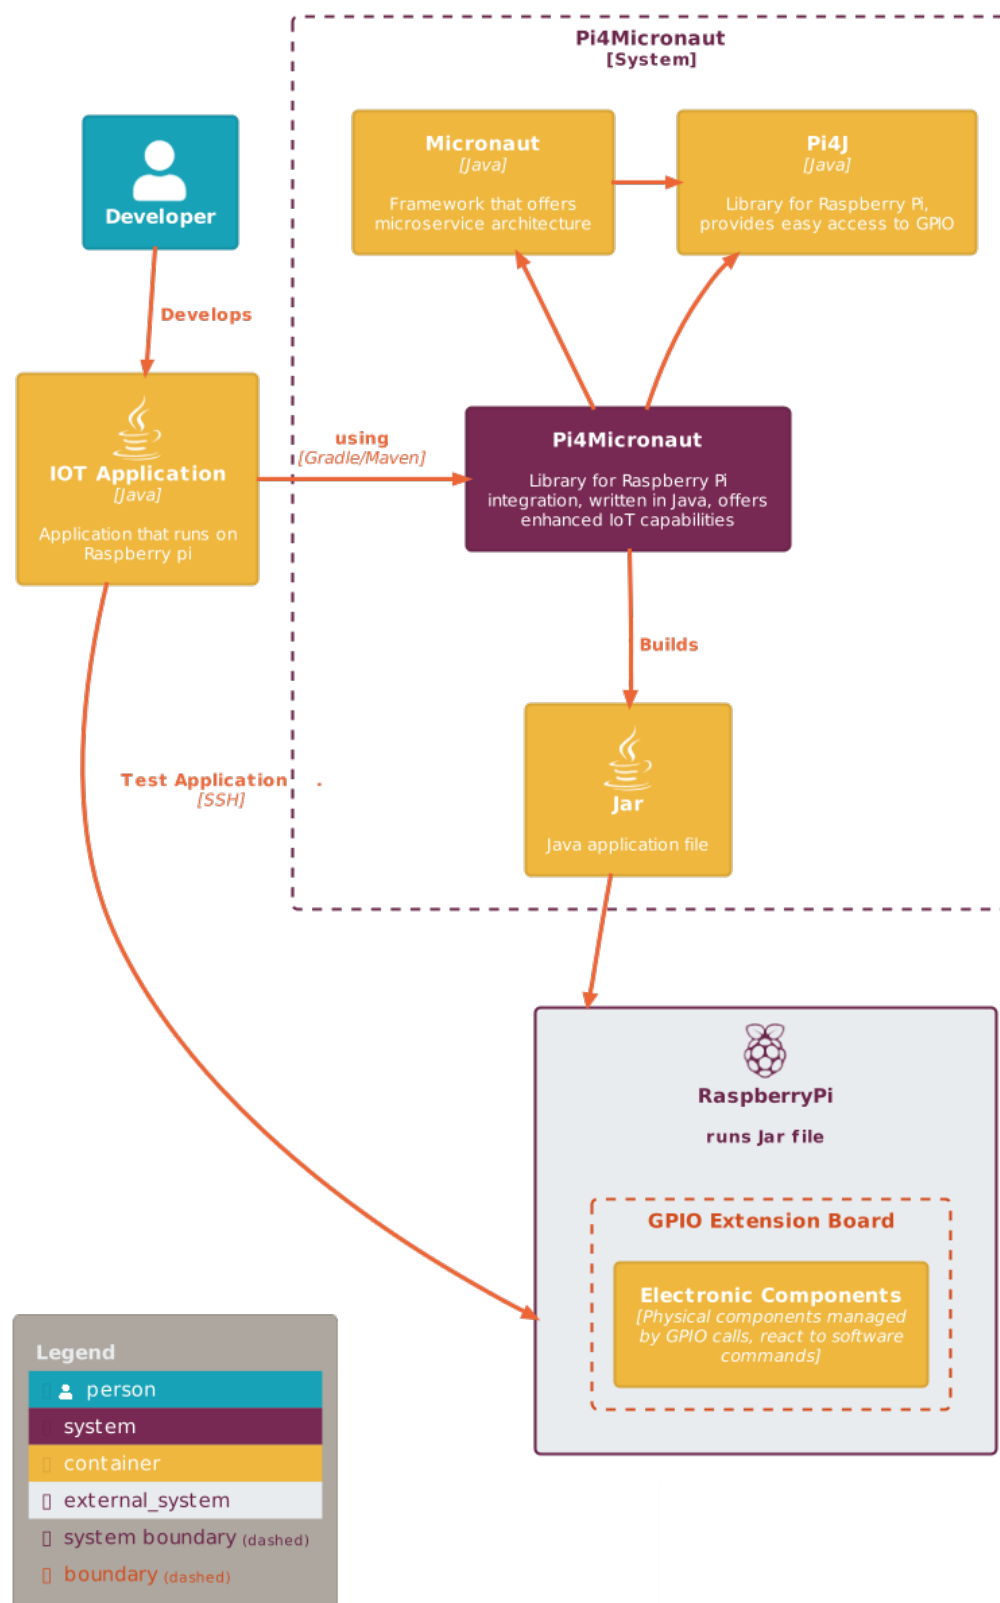 Pi4Micronaut
[System]
Developer
Micronaut
[Java]
Framework that offers
microservice architecture
Pi4J
[Java]
Library for Raspberry Pi,
provides easy access to GPIO
Develops
IOT Application
[Java]
Application that runs on
Raspberry pi
using
[Gradle/Maven]
Pi4Micronaut
Library for Raspberry Pi
integration, written in Java, offers
enhanced IoT capabilities
Builds
Test Application .
[SSH]
Jar
Java application file
RaspberryPi
runs Jar file
GPIO Extension Board
Electronic Components
[Physical components managed
by GPIO calls, react to software
commands]
Legend
person
system
container
external_system
system boundary (dashed)
boundary (dashed)